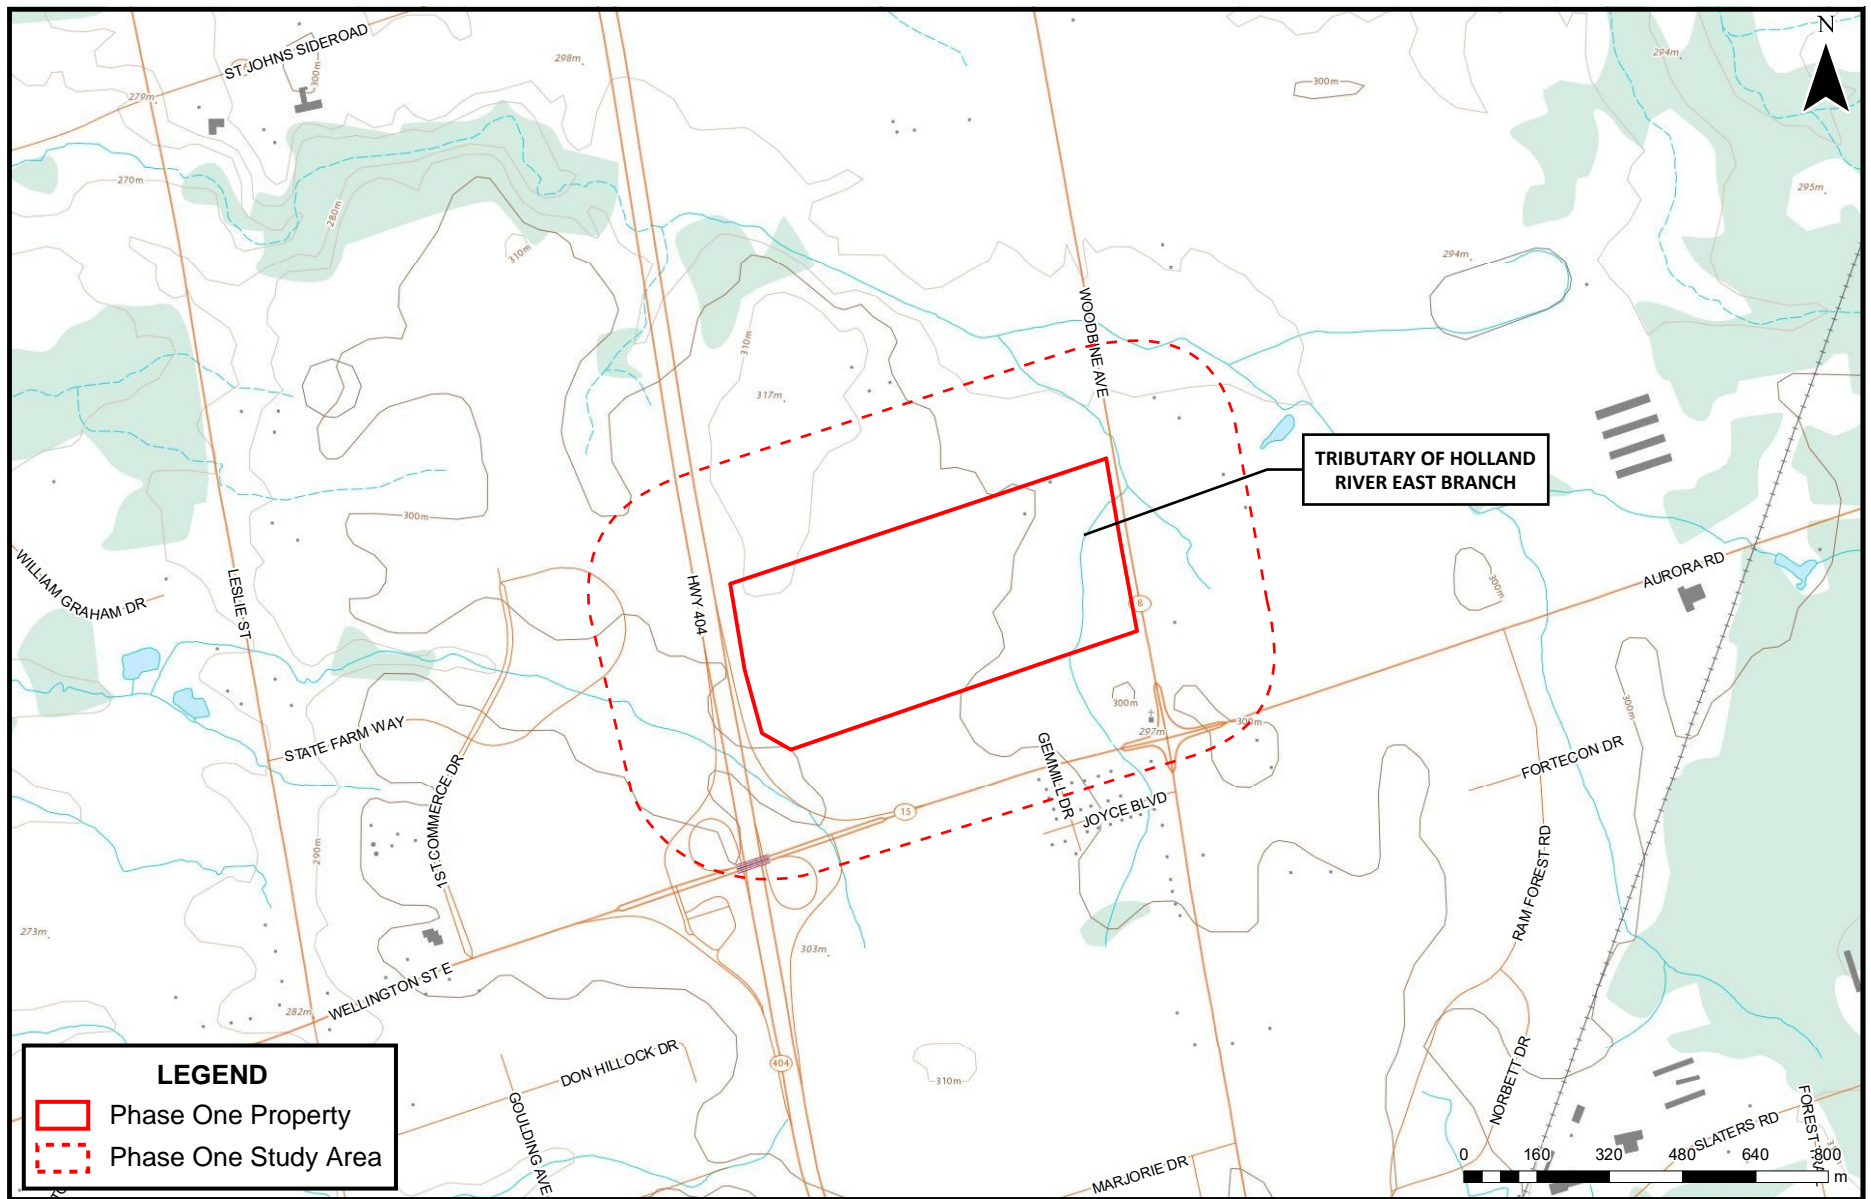 ST JOHNS SIDEROAD
300m
298m
294m
N
279m
300m
270m
280m
310m
295m
294m
WOODBINE AVE
310m
317m
TRIBUTARY OF HOLLAND
RIVER EAST BRANCH
300m
WILLIAM GRAHAM DR
LESLIE ST
HWY 404
8
300m
AURORA RD
STATE FARM WAY
300m
300m
297m
300m
GEMMILL DR
FORTECON DR
1ST COMMERCE DR
15
JOYCE BLVD
290m
RAM FOREST RD
273m
303m
WELLINGTON ST E
282m
DON HILLOCK DR
404
310m
GOULDING AVE
NORBETT DR
SLATERS RD
MARJORIE DR
LEGEND
Phase One Property
Phase One Study Area
0 160 320 480 640 800
m